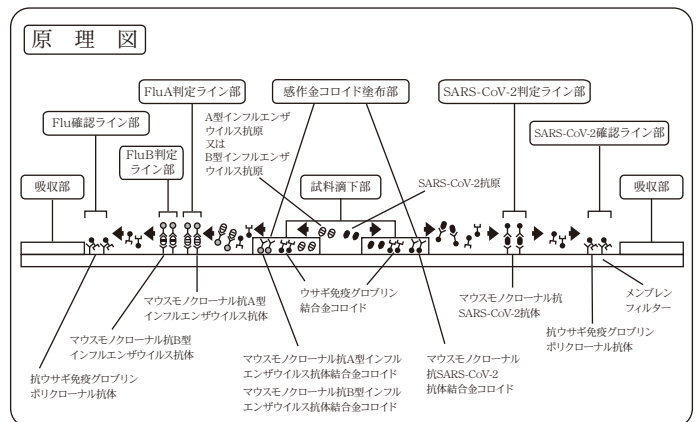 原理図
FluA判定ライン部
感作金コロイド塗布部
SARS-CoV-2判定ライン部
Flu確認ライン部
A型インフルエンザ
ウイルス抗原
又は
B型インフルエンザ
ウイルス抗原
SARS-CoV-2確認ライン部
FluB判定
ライン部
吸収部
試料滴下部
SARS-CoV-2抗原
吸収部
マウスモノクローナル抗A型
インフルエンザウイルス抗体
ウサギ免疫グロブリン
結合金コロイド
マウスモノクローナル抗
SARS-CoV-2抗体
メンブレン
フィルター
マウスモノクローナル抗B型
インフルエンザウイルス抗体
抗ウサギ免疫グロブリン
ポリクローナル抗体
マウスモノクローナル抗A型インフル
エンザウイルス抗体結合金コロイド
マウスモノクローナル抗B型インフル
エンザウイルス抗体結合金コロイド
マウスモノクローナル
抗SARS-CoV-2
抗体結合金コロイド
抗ウサギ免疫グロブリン
ポリクローナル抗体